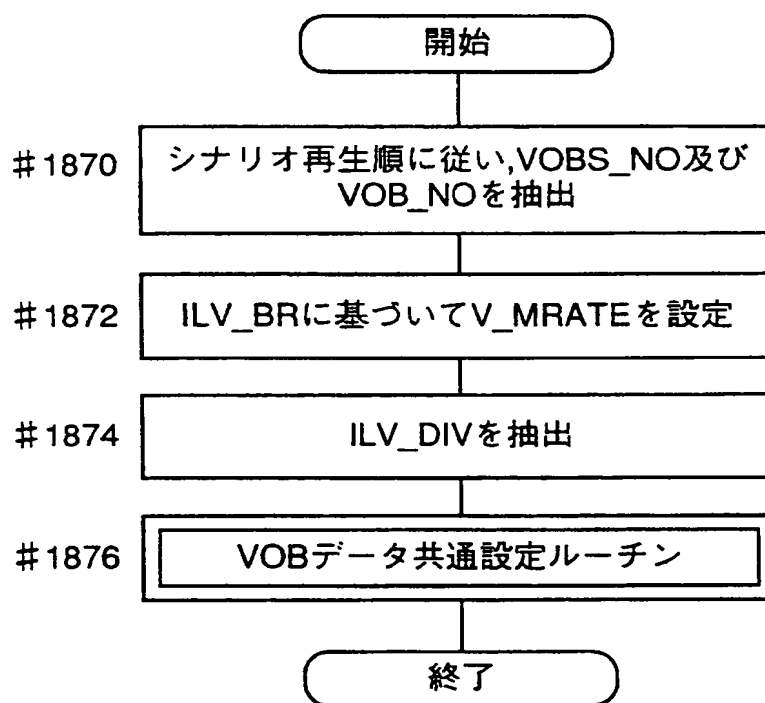 開始
#1870
シナリオ再生順に従い,VOBS_NO及び
VOB_NOを抽出
#1872
ILV_BRに基づいてV_MRATEを設定
#1874
ILV_DIVを抽出
#1876
VOBデータ共通設定ルーチン
終了